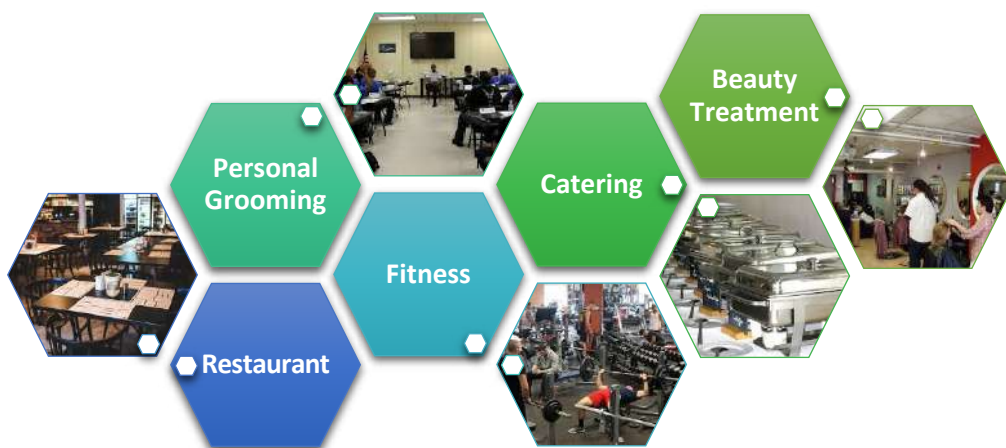 Beauty
Treatment
Personal
Grooming
Catering
Fitness
Restaurant